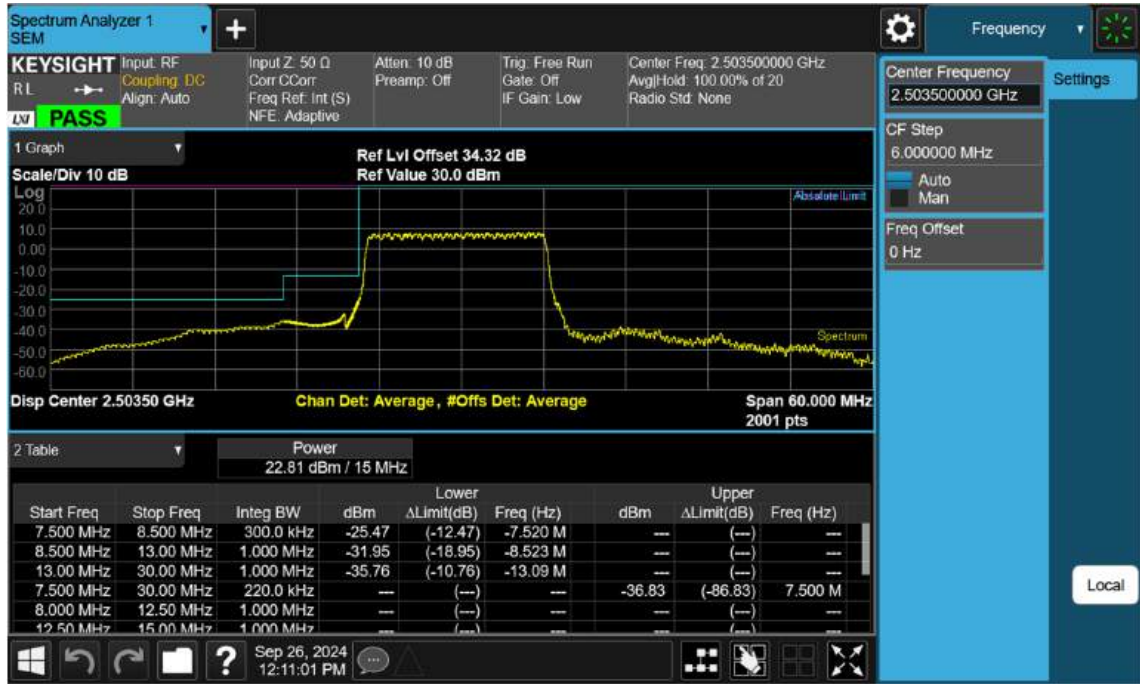 Spectrum Analyzer 1
SEM
+
Frequency
KEYSIGHT
RL
LXI PASS
Input: RF
Coupling: DC
Align: Auto
Input Z: 50 Ω
Corr CCorr
Freq Ref: Int (S)
NFE: Adaptive
Atten: 10 dB
Preamp: Off
Trig: Free Run
Gate: Off
IF Gain: Low
Center Freq: 2.503500000 GHz
Avg|Hold: 100.00% of 20
Radio Std: None
Center Frequency
2.503500000 GHz
Settings
CF Step
6.000000 MHz
Auto
Man
Freq Offset
0 Hz
1 Graph
Ref Lvl Offset 34.32 dB
Scale/Div 10 dB
Ref Value 30.0 dBm
Log
Absolute Limit
20.0
10.0
0.00
-10.0
-20.0
-30.0
-40.0
Spectrum
-50.0
-60.0
Disp Center 2.50350 GHz
Chan Det: Average, #Offs Det: Average
Span 60.000 MHz
2001 pts
2 Table
Power
22.81 dBm / 15 MHz
Lower Upper
Start Freq Stop Freq Integ BW dBm ΔLimit(dB) Freq (Hz) dBm ΔLimit(dB) Freq (Hz)
7.500 MHz 8.500 MHz 300.0 kHz -25.47 (-12.47) -7.520 M --- (---) ---
8.500 MHz 13.00 MHz 1.000 MHz -31.95 (-18.95) -8.523 M --- (---) ---
13.00 MHz 30.00 MHz 1.000 MHz -35.76 (-10.76) -13.09 M --- (---) ---
7.500 MHz 30.00 MHz 220.0 kHz --- (---) --- -36.83 (-86.83) 7.500 M
8.000 MHz 12.50 MHz 1.000 MHz --- (---) --- --- (---) ---
12.50 MHz 15.00 MHz 1.000 MHz --- (---) --- --- (---) ---
Local
?
Sep 26, 2024
12:11:01 PM